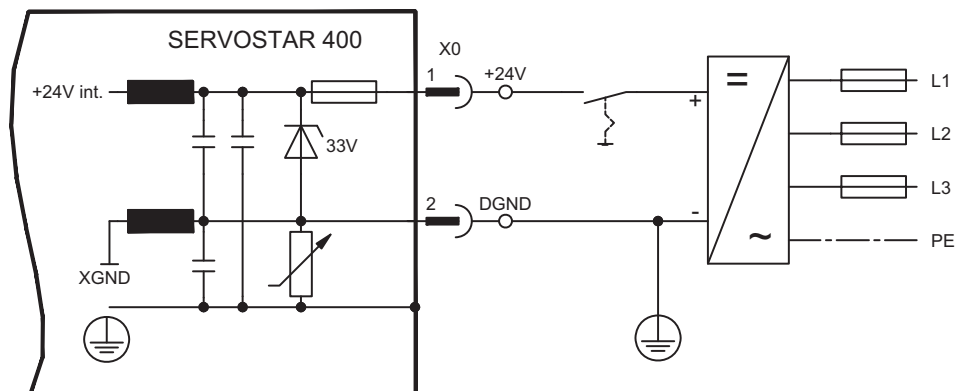 SERVOSTAR 400
X0
+24V int.
1
+24V
33V
2
DGND
XGND
=
+
-
~
L1
L2
L3
PE